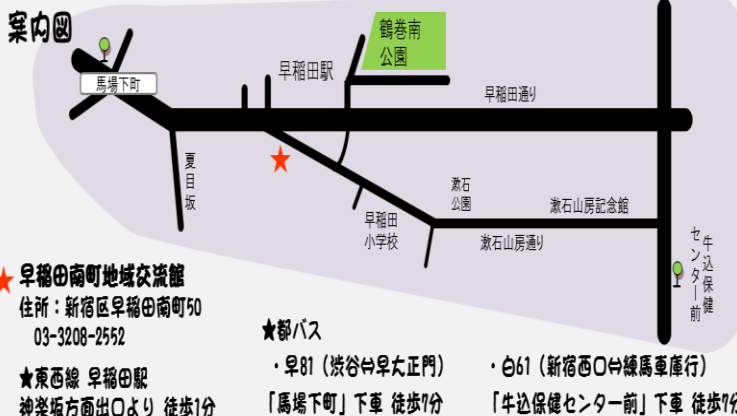 案内図
馬場下町
早稲田駅
鶴巻南
公園
早稲田通り
夏目坂
早稲田
小学校
漱石
公園
漱石山房記念館
漱石山房通り
牛込保健
センター前
★早稲田南町地域交流館
住所：新宿区早稲田南町50
03-3208-2552
★東西線 早稲田駅
神楽坂方面出口より 徒歩1分
★都バス
・早81（渋谷⇔早大正門）
「馬場下町」下車 徒歩7分
・白61（新宿西口⇔練馬車庫行）
「牛込保健センター前」下車 徒歩7分